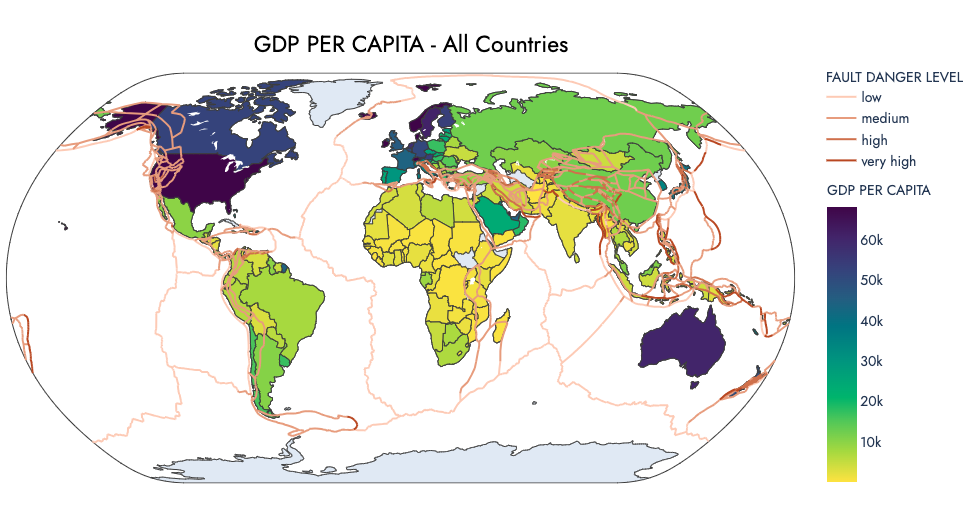 GDP PER CAPITA - All Countries
FAULT DANGER LEVEL
low
medium
high
very high
GDP PER CAPITA
60k
50k
40k
30k
20k
10k